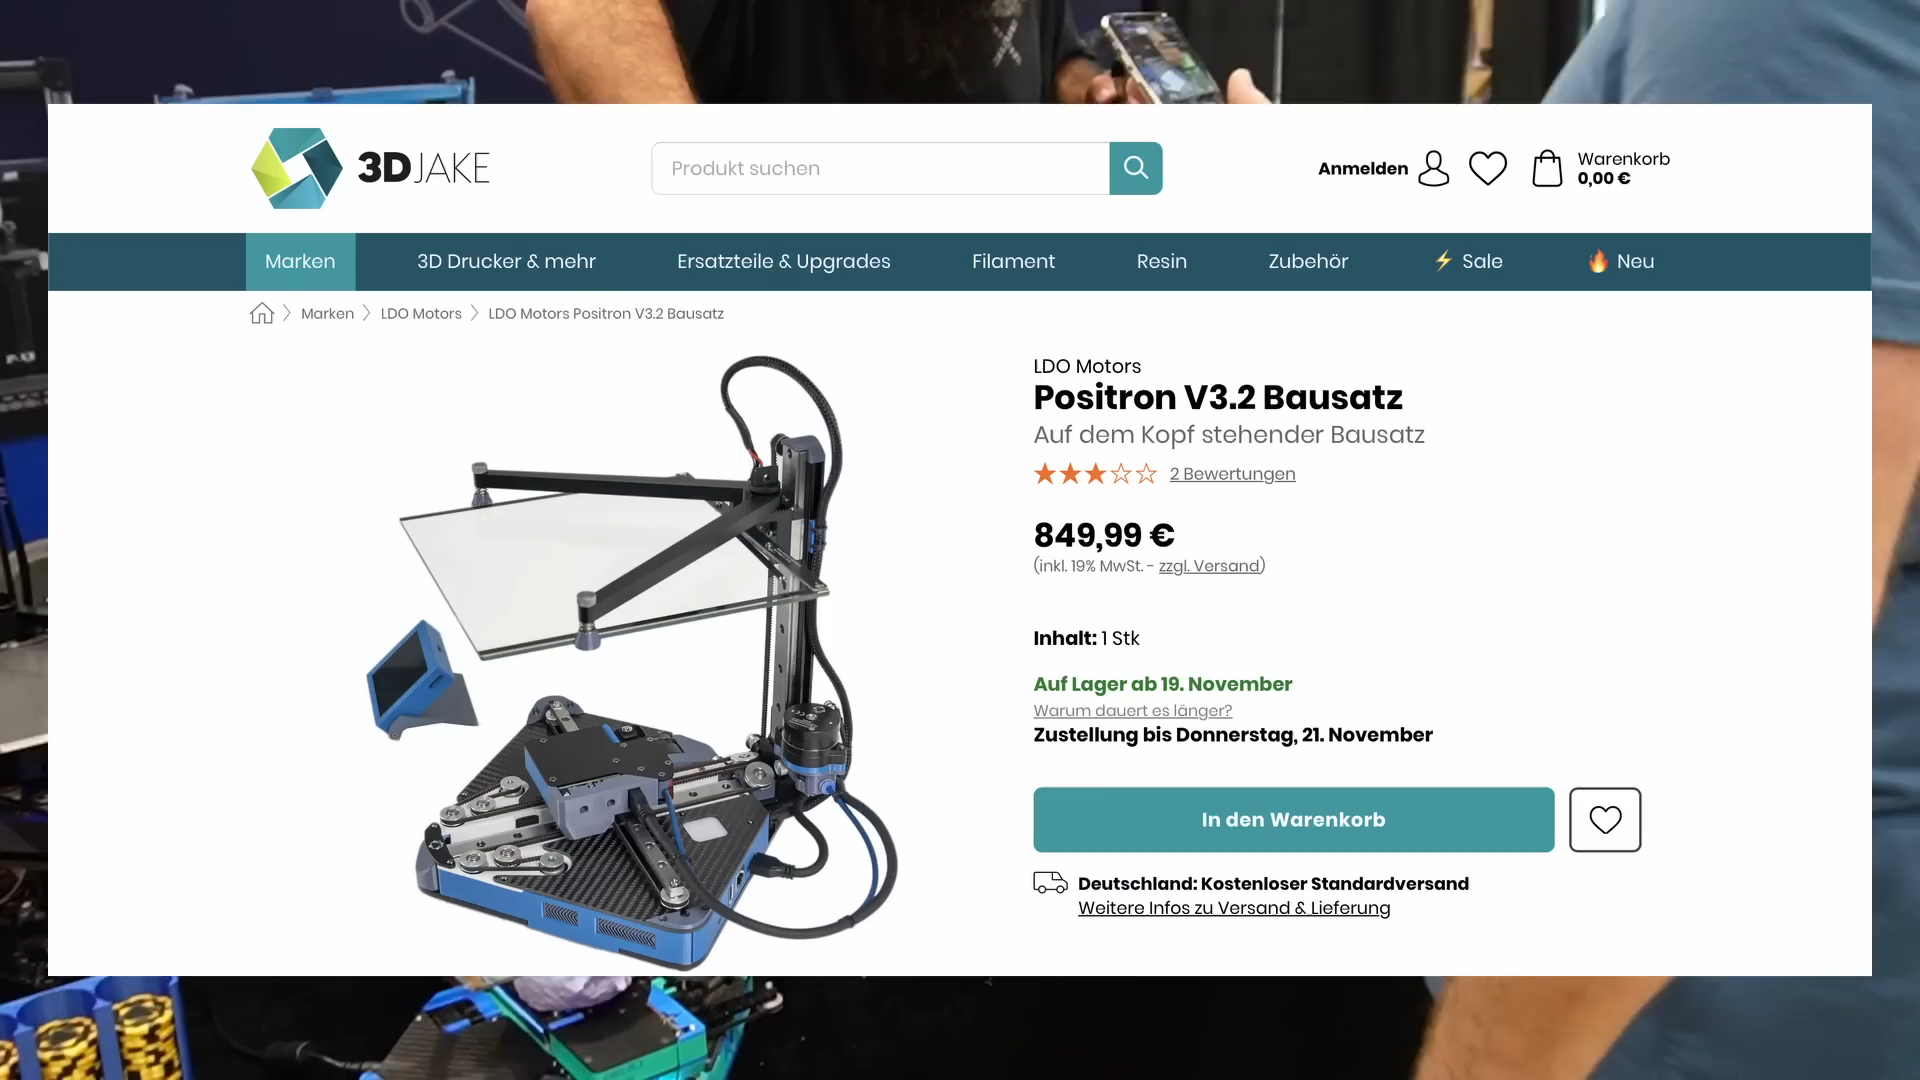 3DJAKE
Produkt suchen
Anmelden
Warenkorb
0,00 €
Marken
3D Drucker & mehr
Ersatzteile & Upgrades
Filament
Resin
Zubehör
⚡ Sale
🔥 Neu
Marken
LDO Motors
LDO Motors Positron V3.2 Bausatz
LDO Motors
Positron V3.2 Bausatz
Auf dem Kopf stehender Bausatz
2 Bewertungen
849,99 €
(inkl. 19% MwSt. - zzgl. Versand)
Inhalt: 1 Stk
Auf Lager ab 19. November
Warum dauert es länger?
Zustellung bis Donnerstag, 21. November
In den Warenkorb
Deutschland: Kostenloser Standardversand
Weitere Infos zu Versand & Lieferung